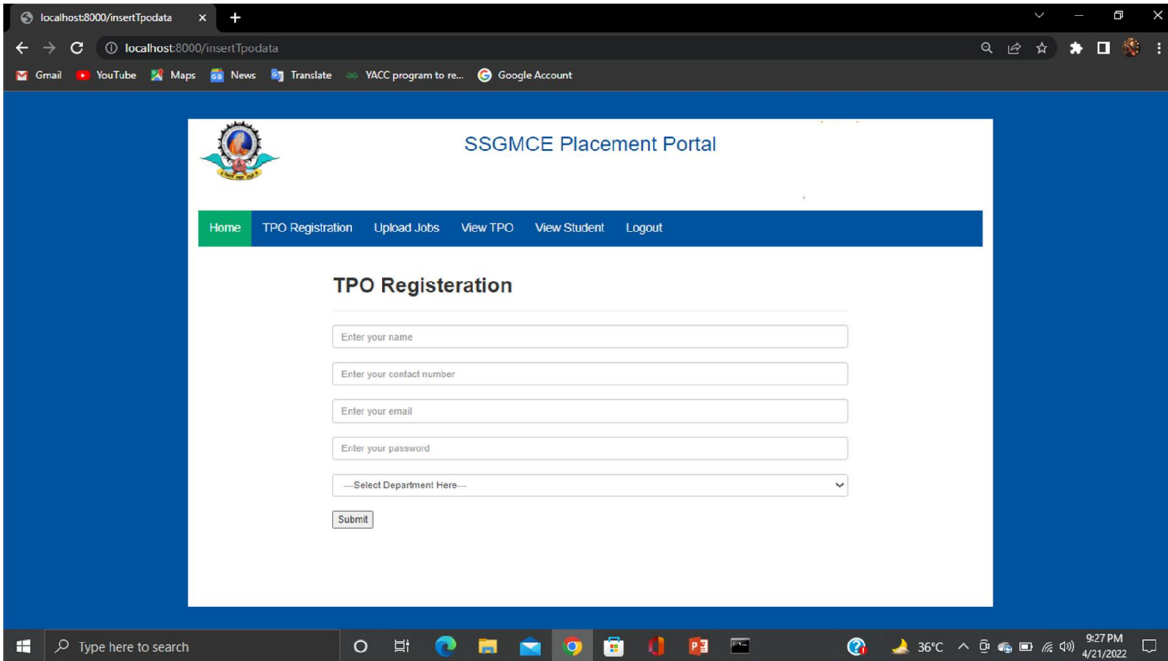 localhost:8000/insertTpodata
localhost:8000/insertTpodata
Gmail YouTube Maps News Translate YACC program to re... Google Account
SSGMCE Placement Portal
Home TPO Registration Upload Jobs View TPO View Student Logout
TPO Registeration
Enter your name
Enter your contact number
Enter your email
Enter your password
---Select Department Here---
Submit
Type here to search
36°C
9:27 PM
4/21/2022